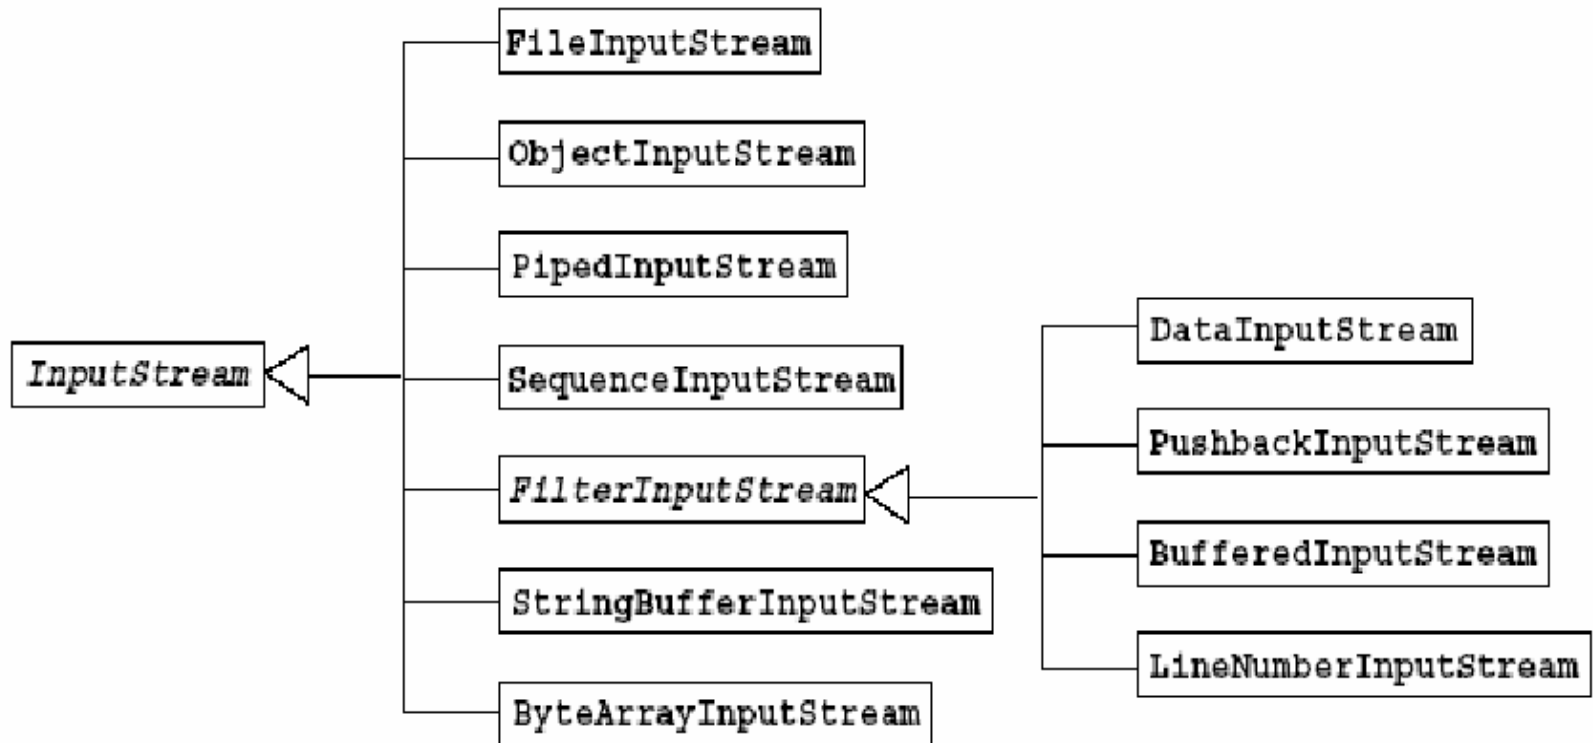 FileInputStream
ObjectInputStream
PipedInputStream
InputStream
SequenceInputStream
FilterInputStream
StringBufferInputStream
ByteArrayInputStream
DataInputStream
PushbackInputStream
BufferedInputStream
LineNumberInputStream